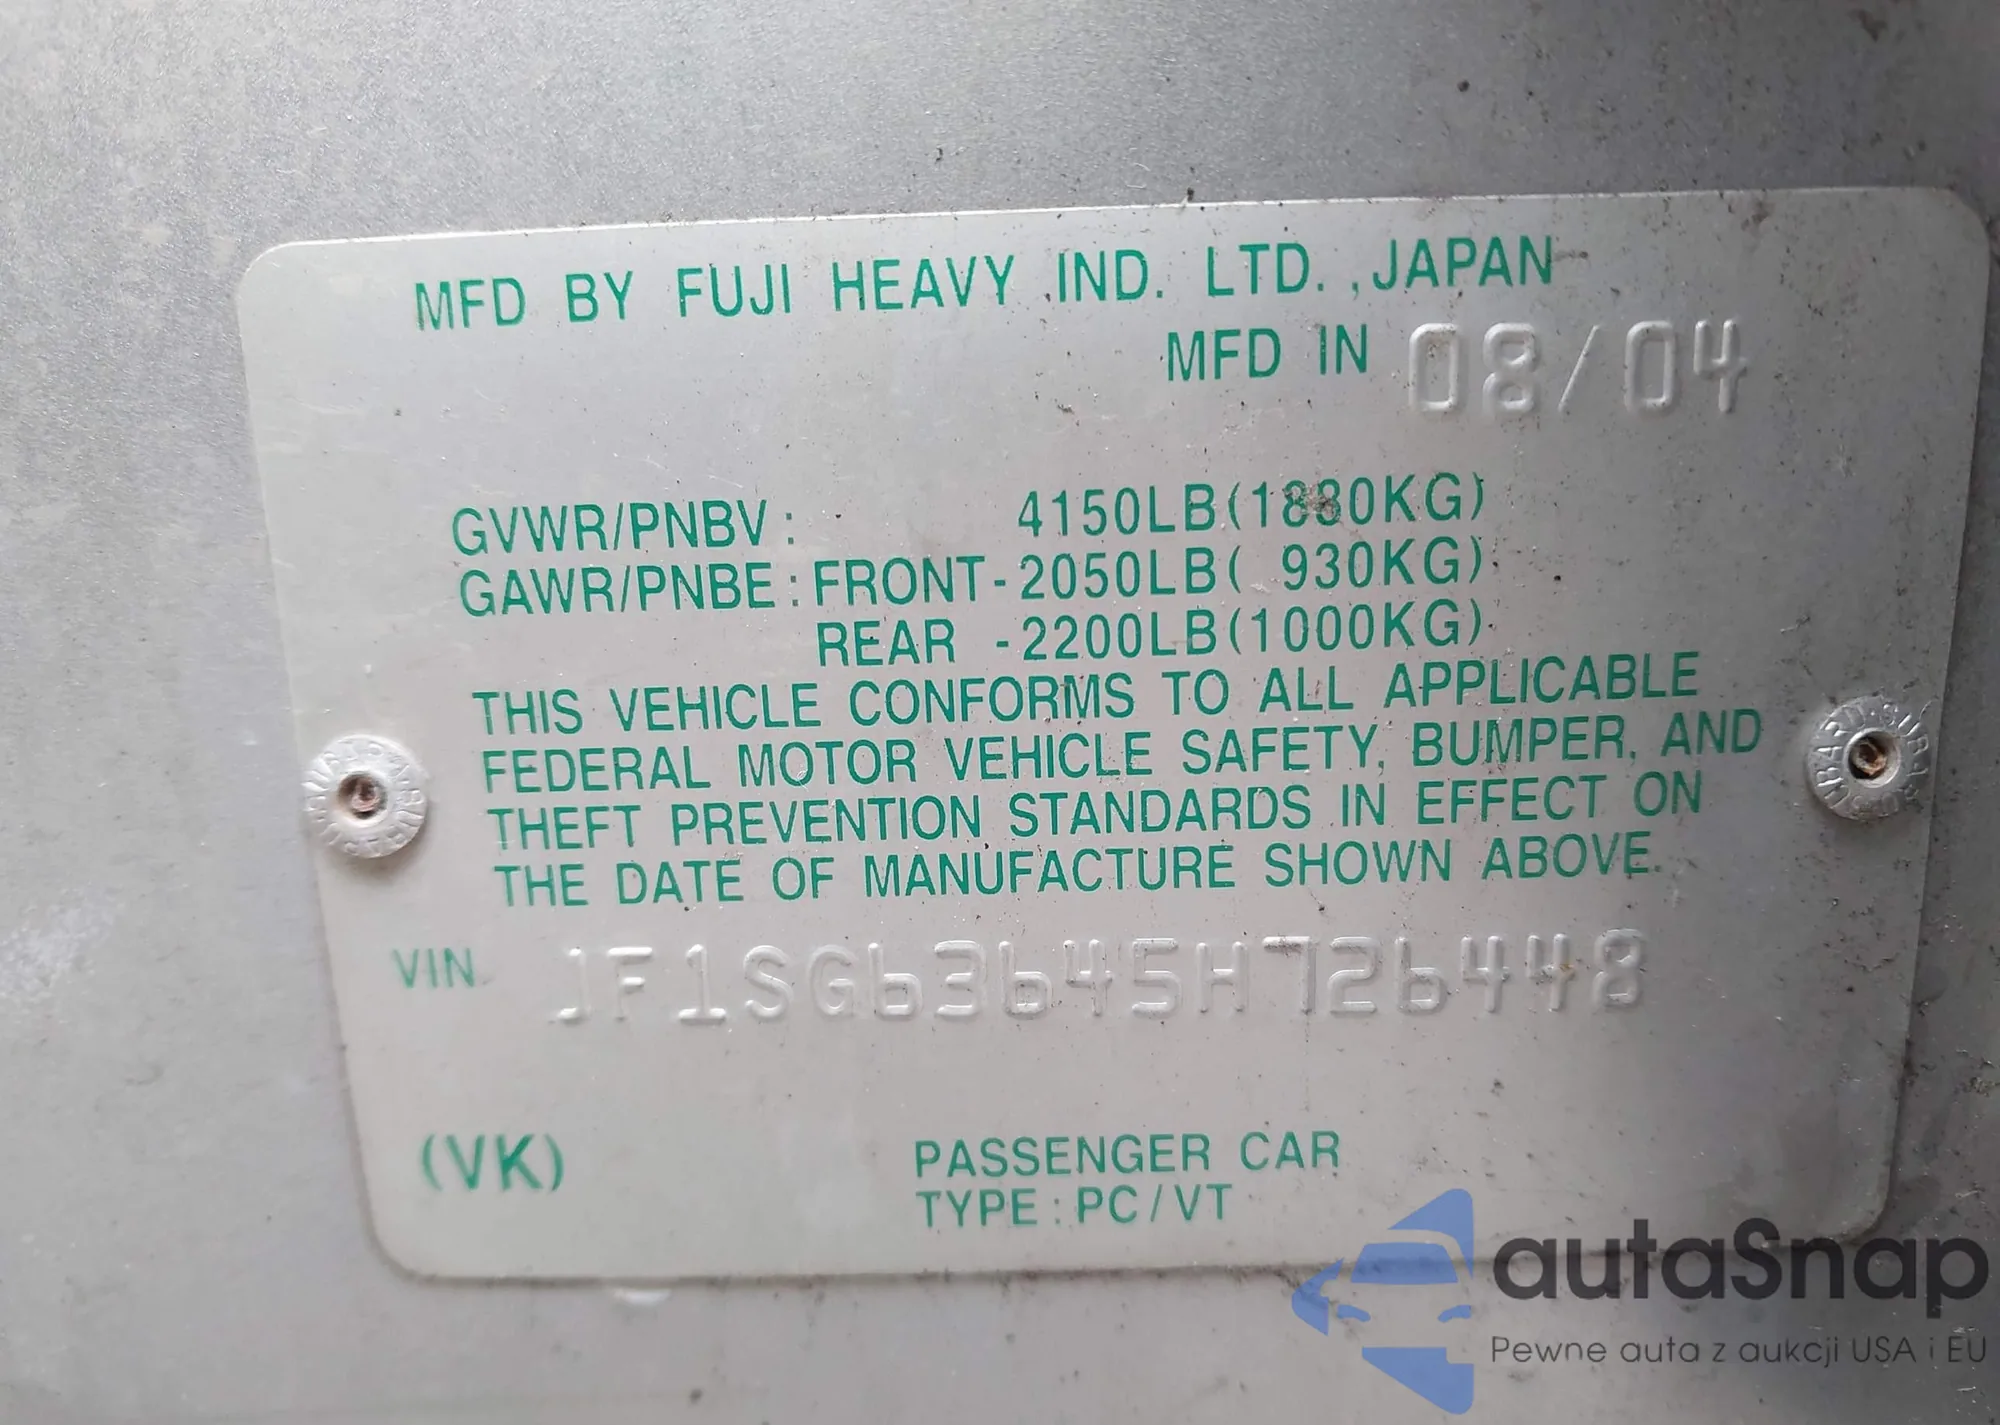 MFD BY FUJI HEAVY IND. LTD. ,JAPAN
MFD IN 08/04
GVWR/PNBV: 4150LB(1880KG)
GAWR/PNBE: FRONT-2050LB( 930KG)
REAR -2200LB(1000KG)
THIS VEHICLE CONFORMS TO ALL APPLICABLE
FEDERAL MOTOR VEHICLE SAFETY, BUMPER, AND
THEFT PREVENTION STANDARDS IN EFFECT ON
THE DATE OF MANUFACTURE SHOWN ABOVE.
VIN JF1SG63645H726448
(VK)
PASSENGER CAR
TYPE:PC/VT
autaSnap
Pewne auta z aukcji USA i EU